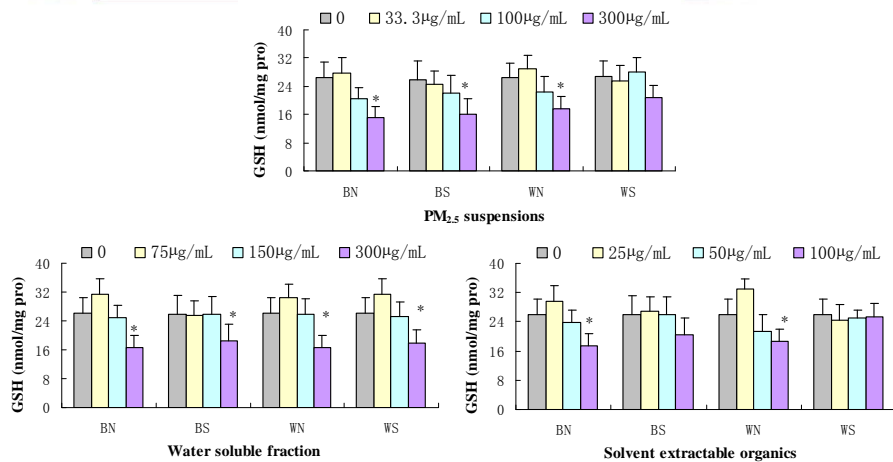 0 33.3μg/mL 100μg/mL 300μg/mL
GSH (nmol/mg pro)
40
32
24
16
8
0
* * *
BN BS WN WS
PM2.5 suspensions
0 75μg/mL 150μg/mL 300μg/mL
GSH (nmol/mg pro)
40
32
24
16
8
0
* * * *
BN BS WN WS
Water soluble fraction
0 25μg/mL 50μg/mL 100μg/mL
GSH (nmol/mg pro)
40
32
24
16
8
0
* *
BN BS WN WS
Solvent extractable organics